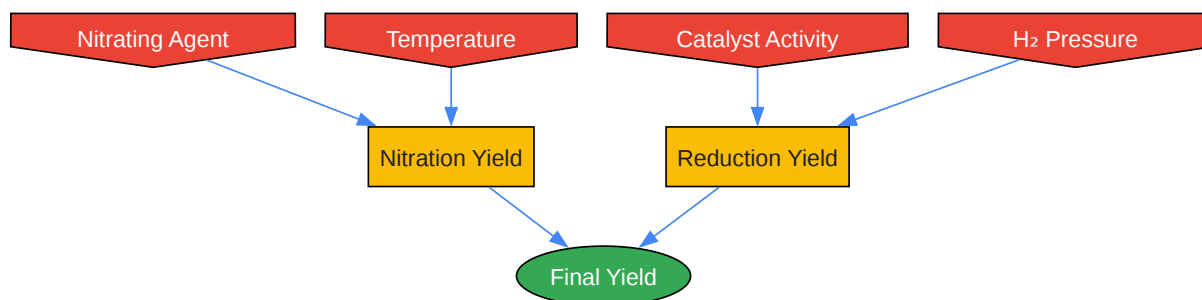 Nitrating Agent
Temperature
Catalyst Activity
H₂ Pressure
Nitration Yield
Reduction Yield
Final Yield